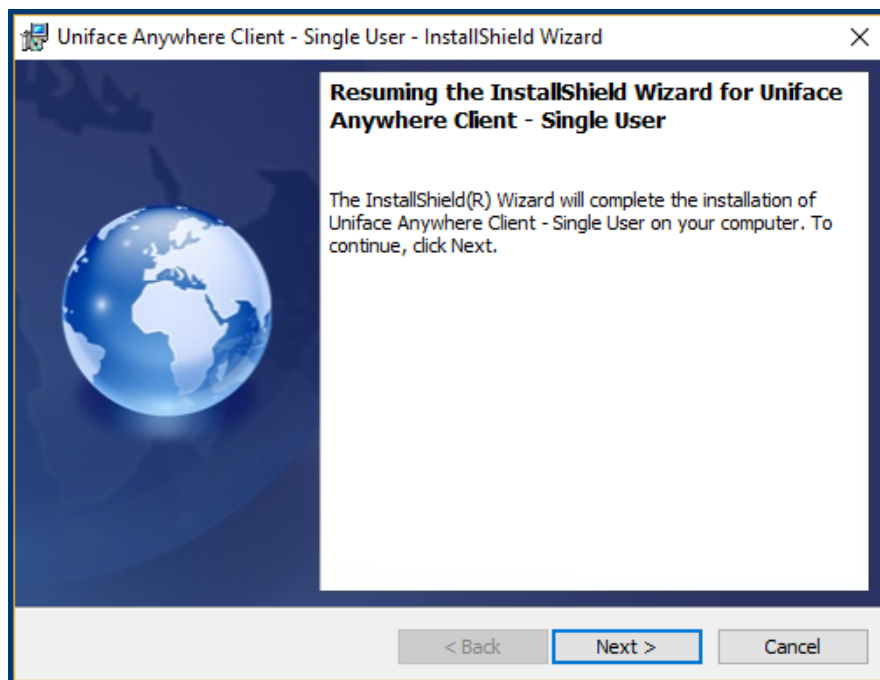 Uniface Anywhere Client - Single User - InstallShield Wizard
Resuming the InstallShield Wizard for Uniface
Anywhere Client - Single User
The InstallShield(R) Wizard will complete the installation of
Uniface Anywhere Client - Single User on your computer. To
continue, click Next.
< Back
Next >
Cancel